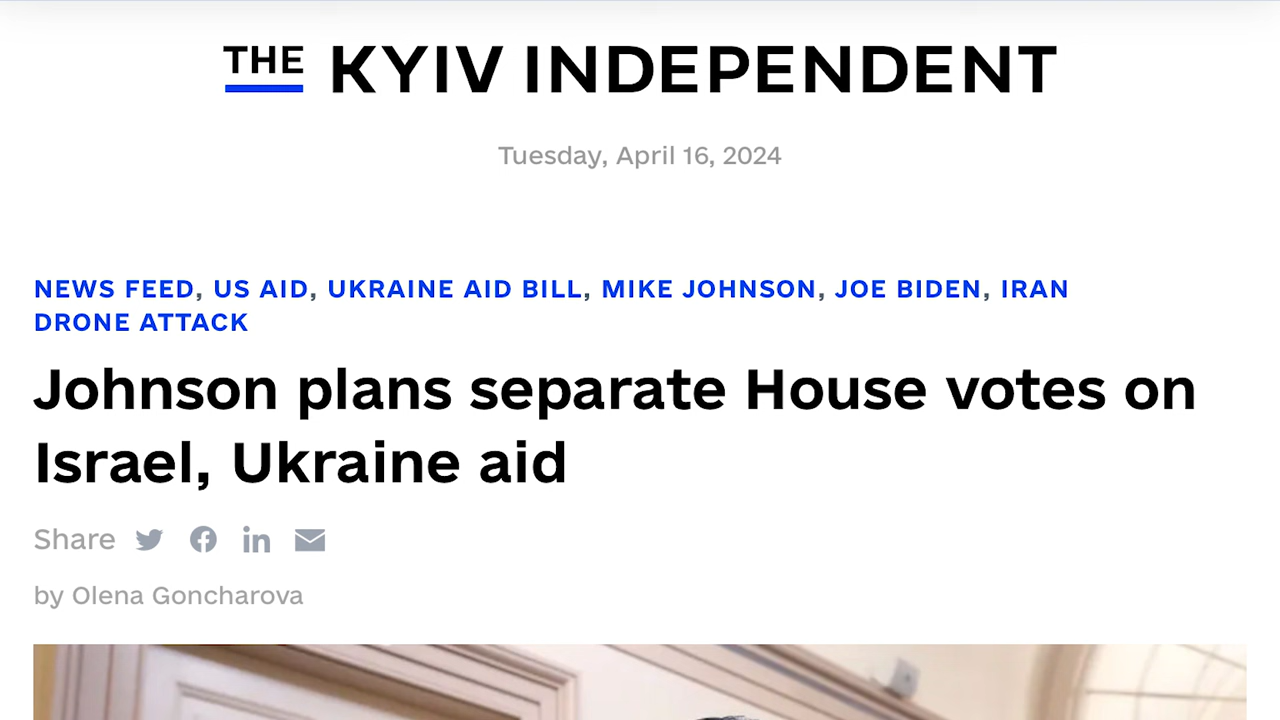 THE KYIV INDEPENDENT
Tuesday, April 16, 2024
NEWS FEED, US AID, UKRAINE AID BILL, MIKE JOHNSON, JOE BIDEN, IRAN
DRONE ATTACK
Johnson plans separate House votes on
Israel, Ukraine aid
Share
by Olena Goncharova